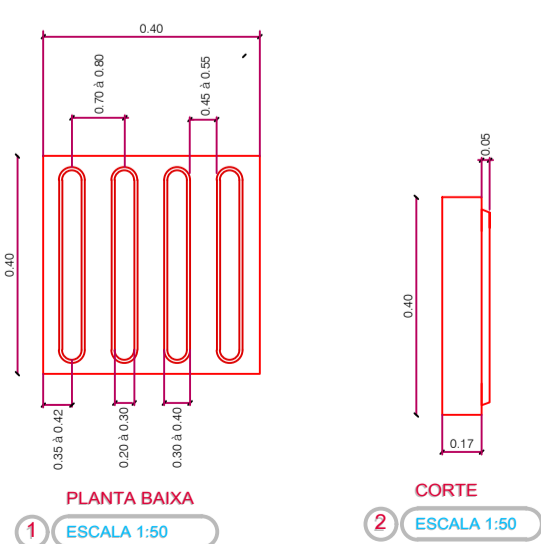 0.40
0.70 à 0.80
0.45 à 0.55
0.40
0.35 à 0.42
0.20 à 0.30
0.30 à 0.40
PLANTA BAIXA
1 ESCALA 1:50
0.05
0.40
0.17
CORTE
2 ESCALA 1:50